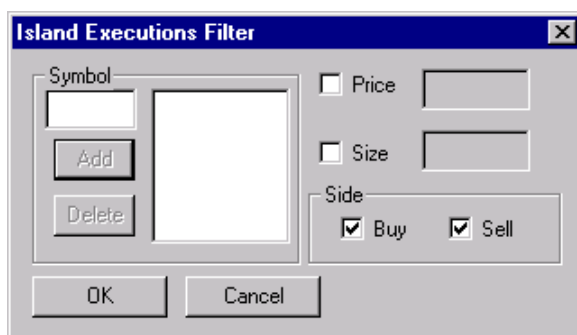 Island Executions Filter
Symbol
Price
Add
Size
Delete
Side
Buy
Sell
OK
Cancel